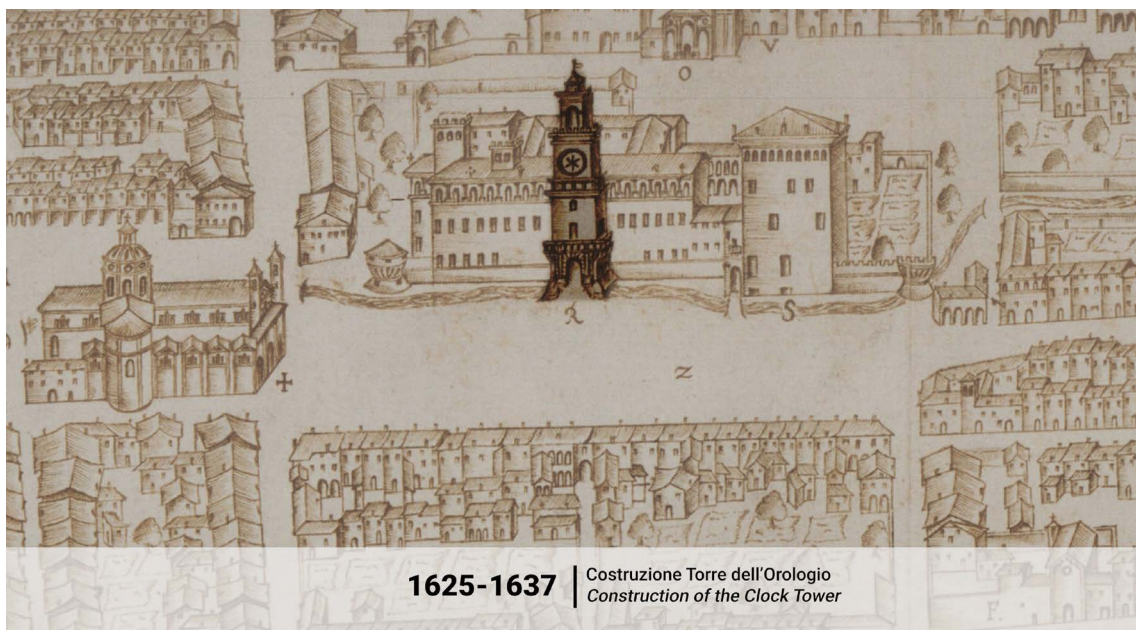 V
O
R
S
Z
F.
1625-1637
Costruzione Torre dell'Orologio
Construction of the Clock Tower